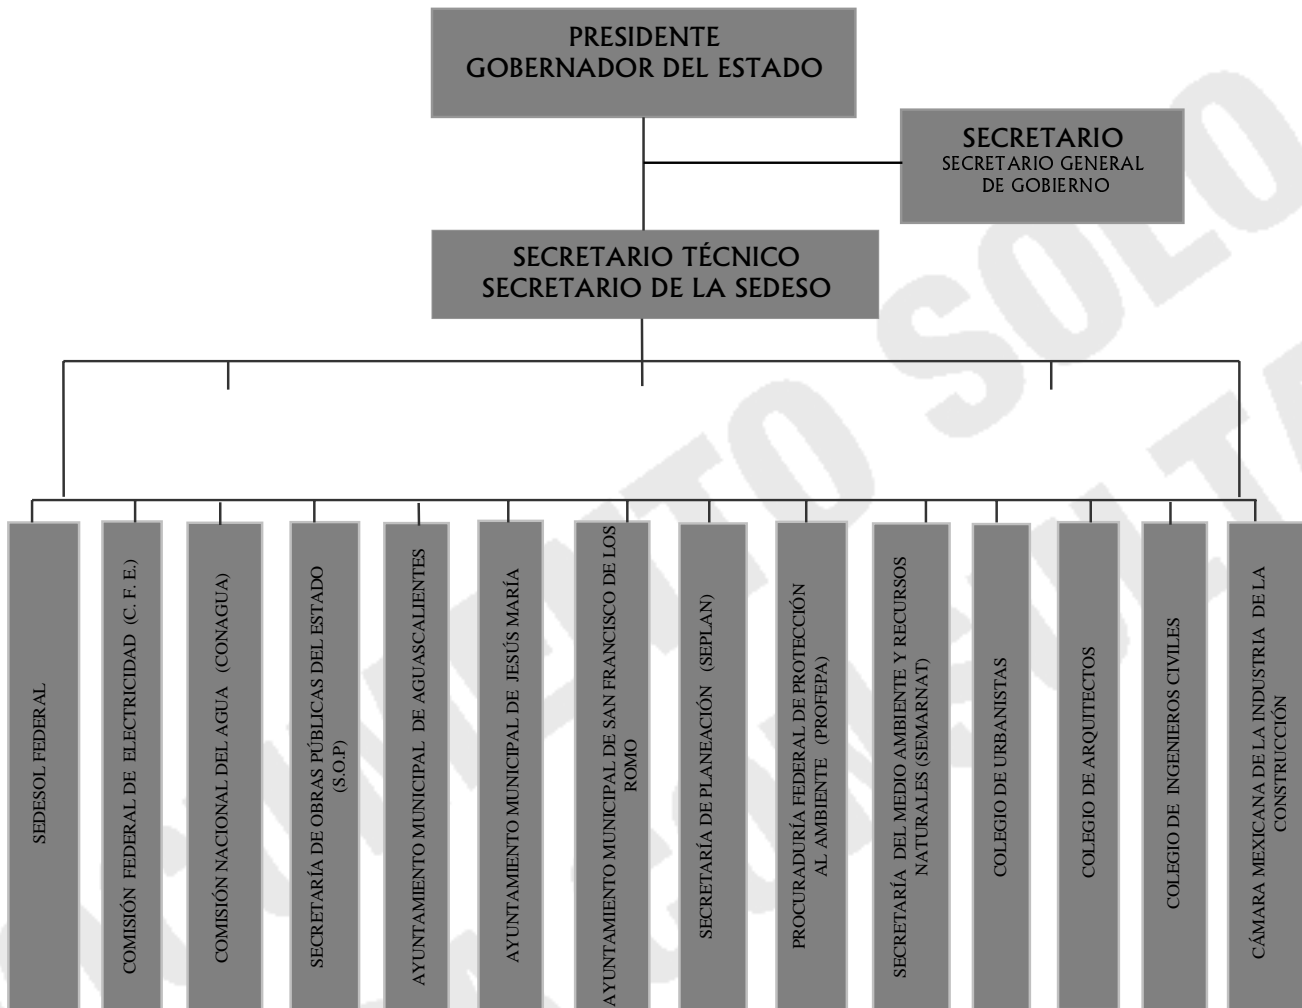 PRESIDENTE
GOBERNADOR DEL ESTADO
SECRETARIO
SECRETARIO GENERAL
DE GOBIERNO
SECRETARIO TÉCNICO
SECRETARIO DE LA SEDESO
SEDESOL FEDERAL
COMISIÓN FEDERAL DE ELECTRICIDAD (C. F. E.)
COMISIÓN NACIONAL DEL AGUA (CONAGUA)
SECRETARÍA DE OBRAS PÚBLICAS DEL ESTADO
(S.O.P)
AYUNTAMIENTO MUNICIPAL DE AGUASCALIENTES
AYUNTAMIENTO MUNICIPAL DE JESÚS MARÍA
AYUNTAMIENTO MUNICIPAL DE SAN FRANCISCO DE LOS
ROMO
SECRETARÍA DE PLANEACIÓN (SEPLAN)
PROCURADURÍA FEDERAL DE PROTECCIÓN
AL AMBIENTE (PROFEPA)
SECRETARÍA DEL MEDIO AMBIENTE Y RECURSOS
NATURALES (SEMARNAT)
COLEGIO DE URBANISTAS
COLEGIO DE ARQUITECTOS
COLEGIO DE INGENIEROS CIVILES
CÁMARA MEXICANA DE LA INDUSTRIA DE LA
CONSTRUCCIÓN
SOLO